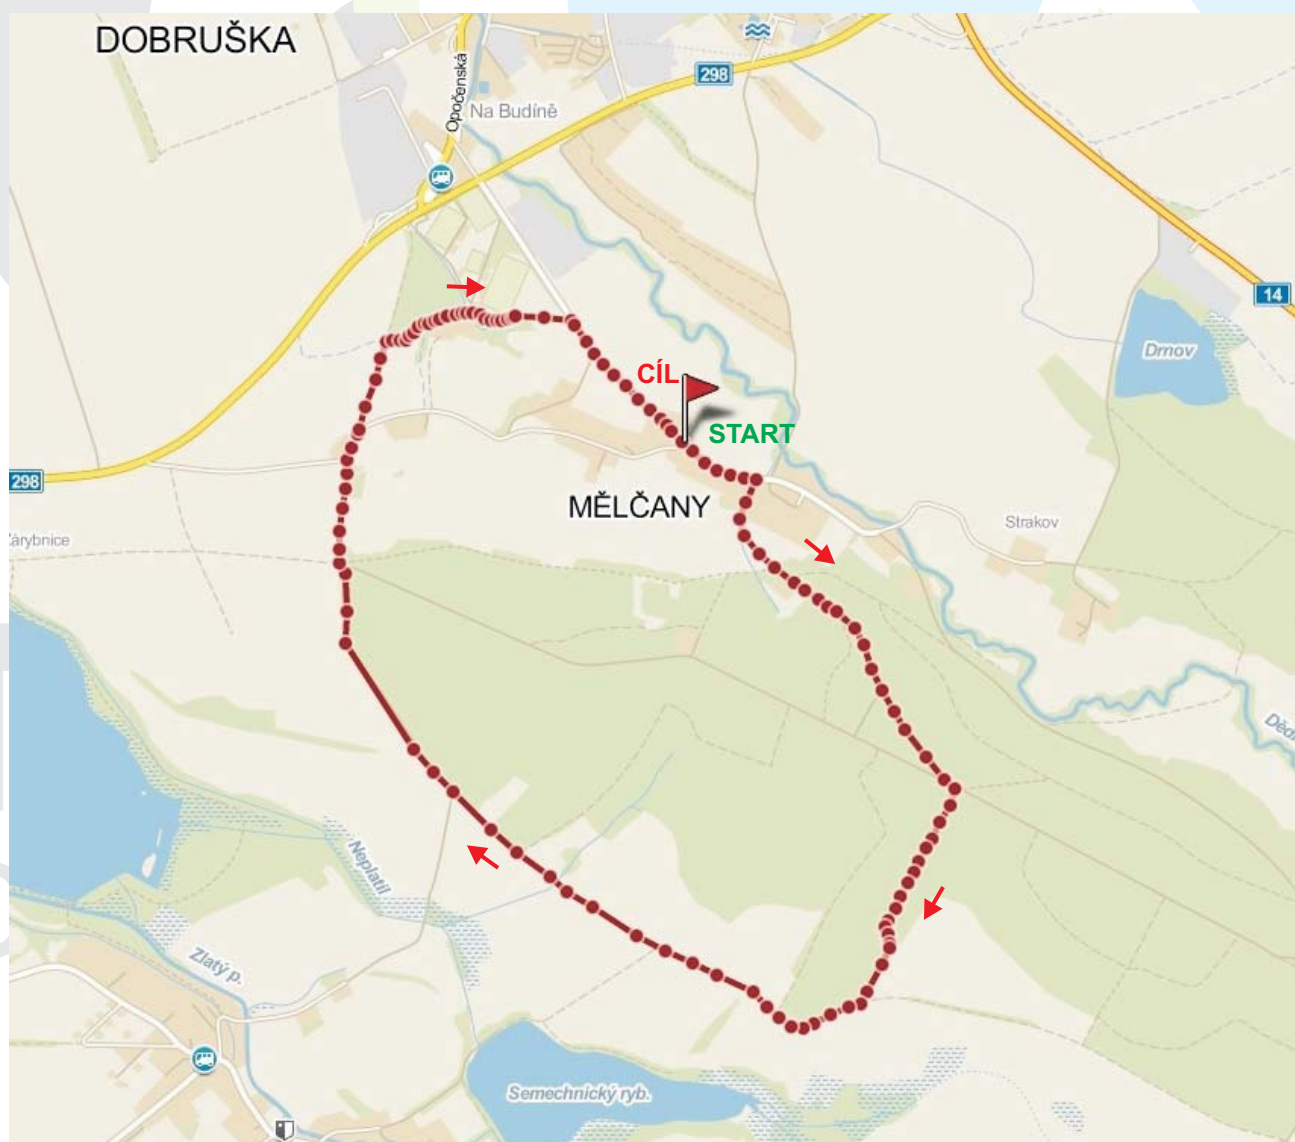 DOBRUŠKA
Opočenská
298
Na Budíně
14
Drnov
CÍL
START
298
MĚLČANY
Strakov
Neplatil
Zlatý p.
Semechnický ryb.